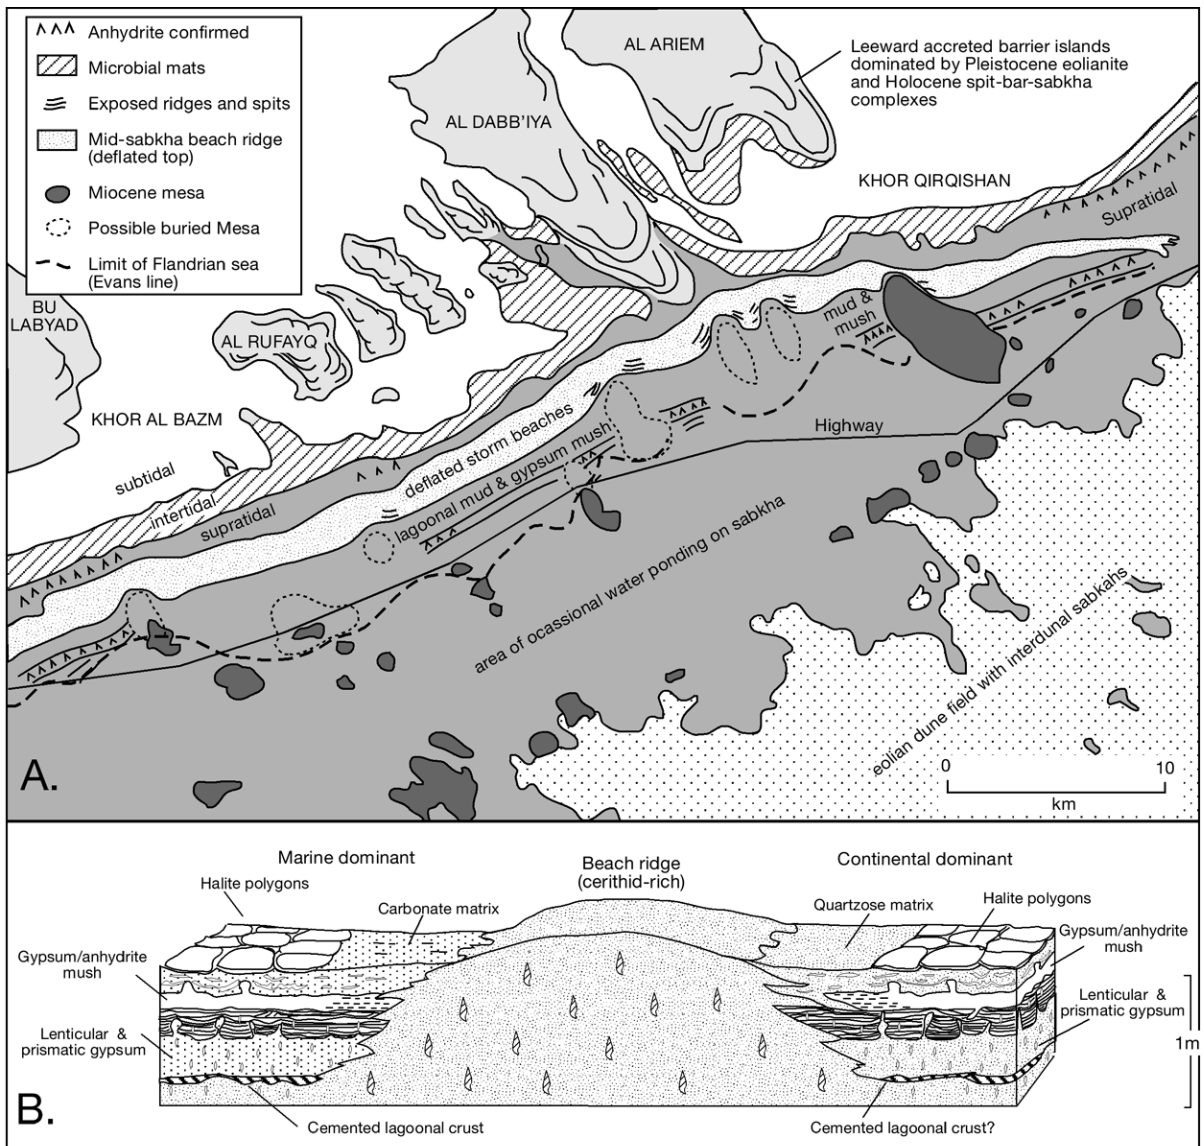 Anhydrite confirmed
Microbial mats
Exposed ridges and spits
Mid-sabkha beach ridge
(deflated top)
Miocene mesa
Possible buried Mesa
Limit of Flandrian sea
(Evans line)
AL ARIEM
Leeward accreted barrier islands
dominated by Pleistocene eolianite
and Holocene spit-bar-sabkha
complexes
AL DABB'IYA
KHOR QIRQISHAN
Supratidal
BU
LABYAD
AL RUFAYQ
mud &
mush
KHOR AL BAZM
Highway
deflated storm beaches
subtidal
lagoonal mud & gypsum mush
intertidal
supratidal
area of ocassional water ponding on sabkha
eolian dune field with interdunal sabkahs
A.
0 10
km
Marine dominant
Beach ridge
(cerithid-rich)
Continental dominant
Halite polygons
Carbonate matrix
Quartzose matrix
Halite polygons
Gypsum/anhydrite
mush
Gypsum/anhydrite
mush
Lenticular &
prismatic gypsum
Lenticular &
prismatic gypsum
1m
B.
Cemented lagoonal crust
Cemented lagoonal crust?